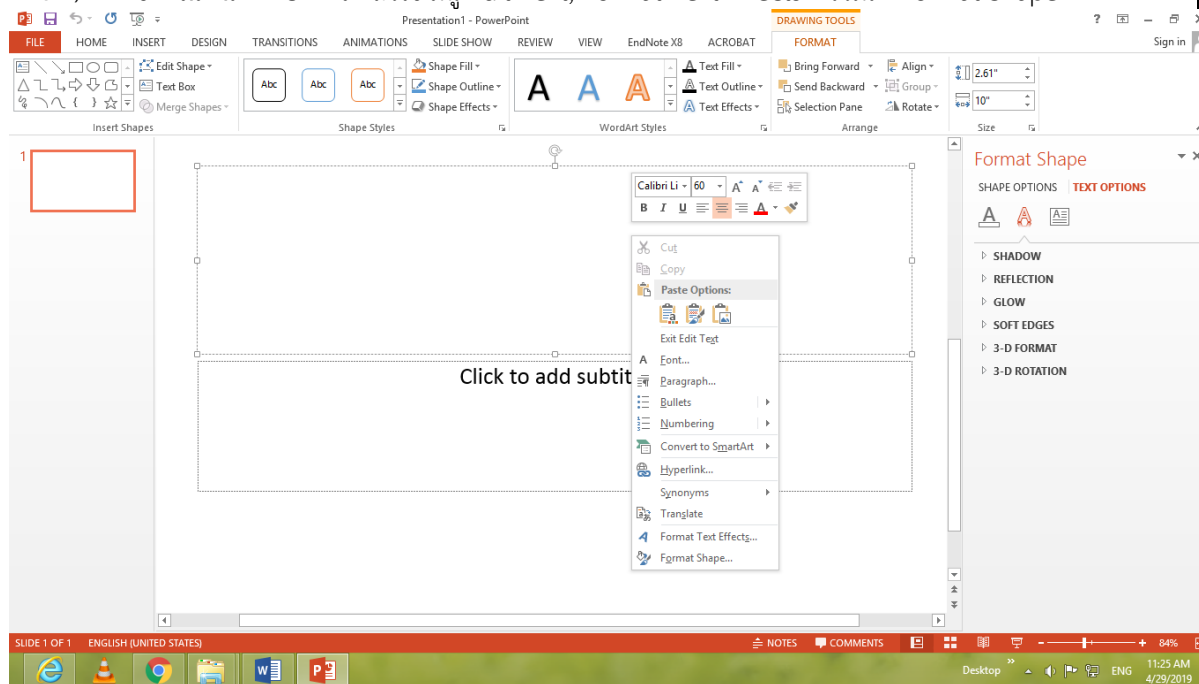 Presentation1 - PowerPoint
DRAWING TOOLS
FILE HOME INSERT DESIGN TRANSITIONS ANIMATIONS SLIDE SHOW REVIEW VIEW EndNote X8 ACROBAT FORMAT Sign in
Edit Shape Abc Abc Abc Shape Fill A A A Text Fill Bring Forward Align 2.61"
Text Box Shape Outline Text Outline Send Backward Group 10"
Merge Shapes Shape Effects Text Effects Selection Pane Rotate
Insert Shapes Shape Styles WordArt Styles Arrange Size
1
Format Shape
SHAPE OPTIONS TEXT OPTIONS
SHADOW
REFLECTION
GLOW
SOFT EDGES
3-D FORMAT
3-D ROTATION
Calibri Li 60 A A
B I U A
Cut
Copy
Paste Options:
Exit Edit Text
A Font...
Paragraph...
Bullets
Numbering
Convert to SmartArt
Hyperlink...
Synonyms
Translate
Format Text Effects...
Format Shape...
Click to add subtit
SLIDE 1 OF 1 ENGLISH (UNITED STATES) NOTES COMMENTS 84%
Desktop ENG 11:25 AM
4/29/2019